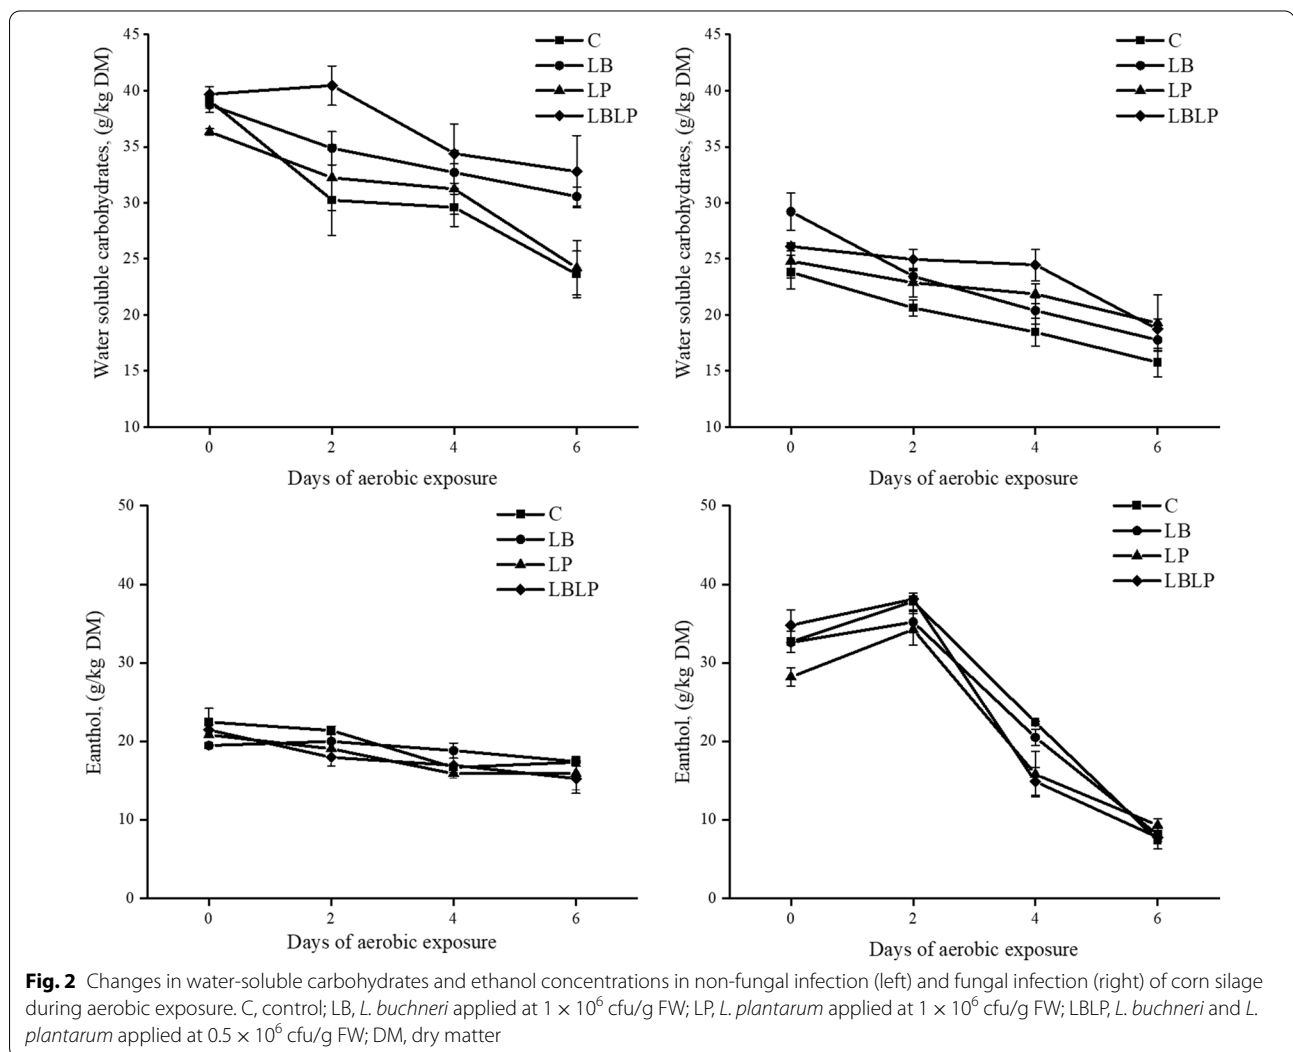 45
40
35
30
25
20
15
10
Water soluble carbohydrates, (g/kg DM)
C
LB
LP
LBLP
0 2 4 6
Days of aerobic exposure
45
40
35
30
25
20
15
10
Water soluble carbohydrates, (g/kg DM)
C
LB
LP
LBLP
0 2 4 6
Days of aerobic exposure
50
40
30
20
10
0
Eanthol, (g/kg DM)
C
LB
LP
LBLP
0 2 4 6
Days of aerobic exposure
50
40
30
20
10
0
Eanthol, (g/kg DM)
C
LB
LP
LBLP
0 2 4 6
Days of aerobic exposure
Fig. 2 Changes in water-soluble carbohydrates and ethanol concentrations in non-fungal infection (left) and fungal infection (right) of corn silage
during aerobic exposure. C, control; LB, L. buchneri applied at 1 × 10⁶ cfu/g FW; LP, L. plantarum applied at 1 × 10⁶ cfu/g FW; LBLP, L. buchneri and L.
plantarum applied at 0.5 × 10⁶ cfu/g FW; DM, dry matter